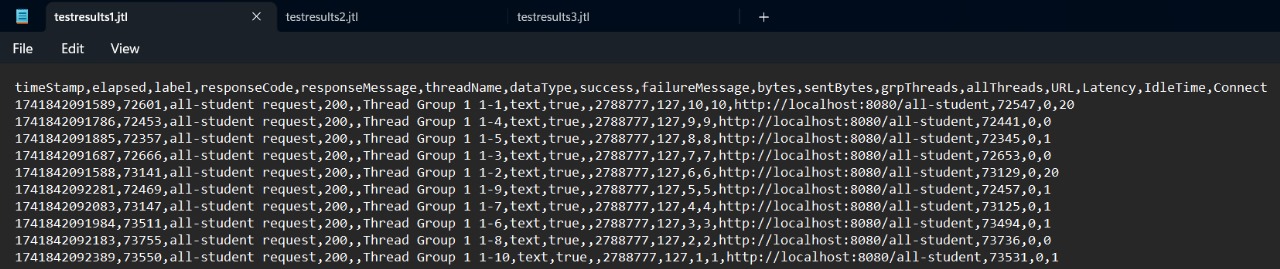 testresults1.jtl testresults2.jtl testresults3.jtl
File Edit View
timeStamp,elapsed,label,responseCode,responseMessage,threadName,dataType,success,failureMessage,bytes,sentBytes,grpThreads,allThreads,URL,Latency,IdleTime,Connect
1741842091589,72601,all-student request,200,,Thread Group 1 1-1,text,true,,2788777,127,10,10,http://localhost:8080/all-student,72547,0,20
1741842091786,72453,all-student request,200,,Thread Group 1 1-4,text,true,,2788777,127,9,9,http://localhost:8080/all-student,72441,0,0
1741842091885,72357,all-student request,200,,Thread Group 1 1-5,text,true,,2788777,127,8,8,http://localhost:8080/all-student,72345,0,1
1741842091687,72666,all-student request,200,,Thread Group 1 1-3,text,true,,2788777,127,7,7,http://localhost:8080/all-student,72653,0,0
1741842091588,73141,all-student request,200,,Thread Group 1 1-2,text,true,,2788777,127,6,6,http://localhost:8080/all-student,73129,0,20
1741842092281,72469,all-student request,200,,Thread Group 1 1-9,text,true,,2788777,127,5,5,http://localhost:8080/all-student,72457,0,1
1741842092083,73147,all-student request,200,,Thread Group 1 1-7,text,true,,2788777,127,4,4,http://localhost:8080/all-student,73125,0,1
1741842091984,73511,all-student request,200,,Thread Group 1 1-6,text,true,,2788777,127,3,3,http://localhost:8080/all-student,73494,0,1
1741842092183,73755,all-student request,200,,Thread Group 1 1-8,text,true,,2788777,127,2,2,http://localhost:8080/all-student,73736,0,0
1741842092389,73550,all-student request,200,,Thread Group 1 1-10,text,true,,2788777,127,1,1,http://localhost:8080/all-student,73531,0,1